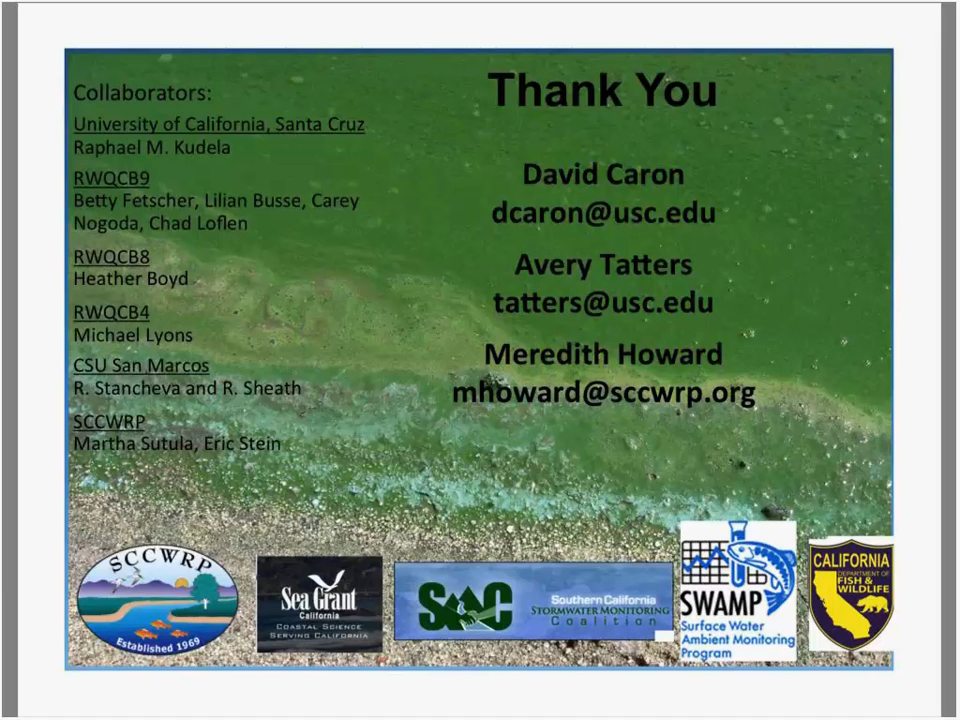 Collaborators:
University of California, Santa Cruz
Raphael M. Kudela
RWQCB9
Betty Fetscher, Lilian Busse, Carey
Nogoda, Chad Loflen
RWQCB8
Heather Boyd
RWQCB4
Michael Lyons
CSU San Marcos
R. Stancheva and R. Sheath
SCCWRP
Martha Sutula, Eric Stein
Thank You
David Caron
dcaron@usc.edu
Avery Tatters
tatters@usc.edu
Meredith Howard
mhoward@sccwrp.org
SCCWRP
Established 1969
Sea Grant
California
COASTAL SCIENCE
SERVING CALIFORNIA
SMC
Southern California
STORMWATER MONITORING
Coalition
SWAMP
Surface Water
Ambient Monitoring
Program
CALIFORNIA
DEPARTMENT OF
FISH &
WILDLIFE